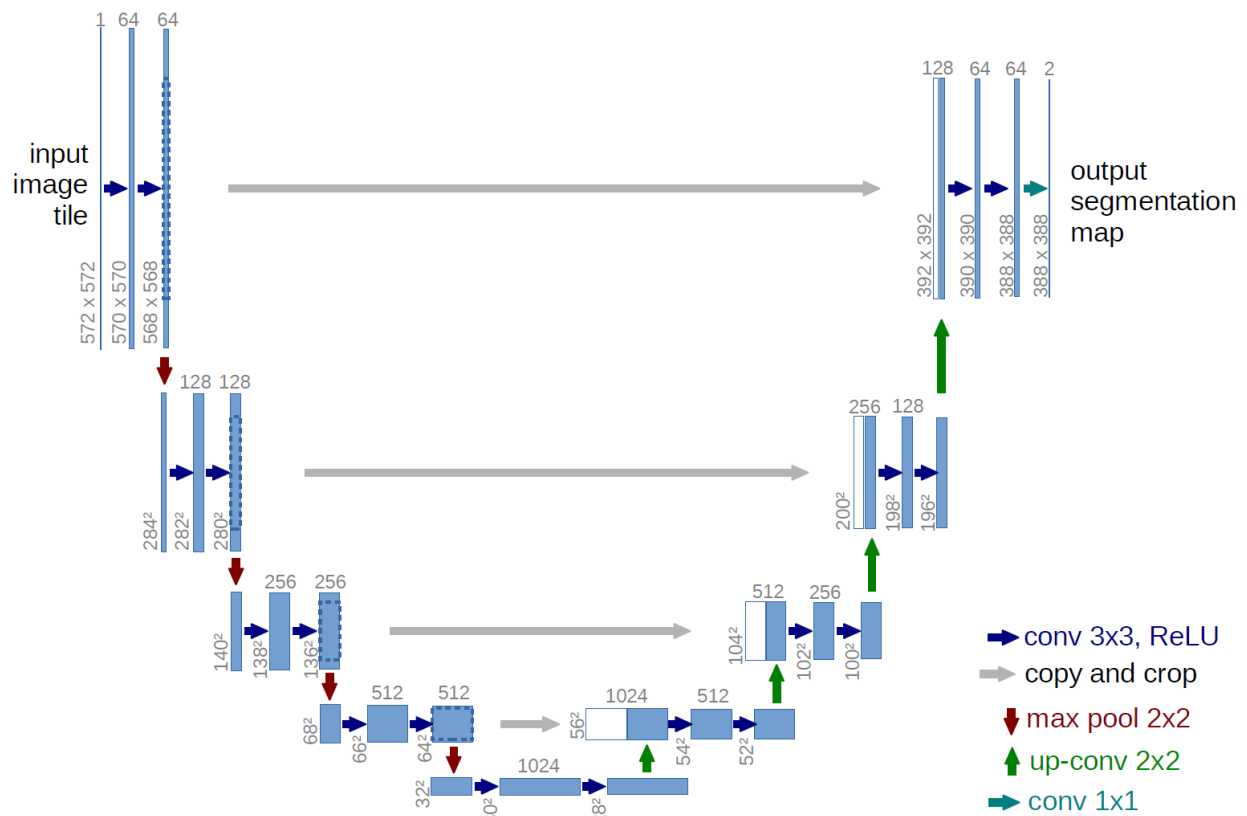 1 64 64
128 64 64 2
input
image
tile
output
segmentation
map
572 x 572
570 x 570
568 x 568
392 x 392
390 x 390
388 x 388
388 x 388
128 128
256 128
284²
282²
280²
200²
198²
196²
256 256
512 256
140²
138²
136²
104²
102²
100²
512 512
1024 512
68²
66²
64²
56²
54²
52²
1024
32²
conv 3x3, ReLU
copy and crop
max pool 2x2
up-conv 2x2
conv 1x1